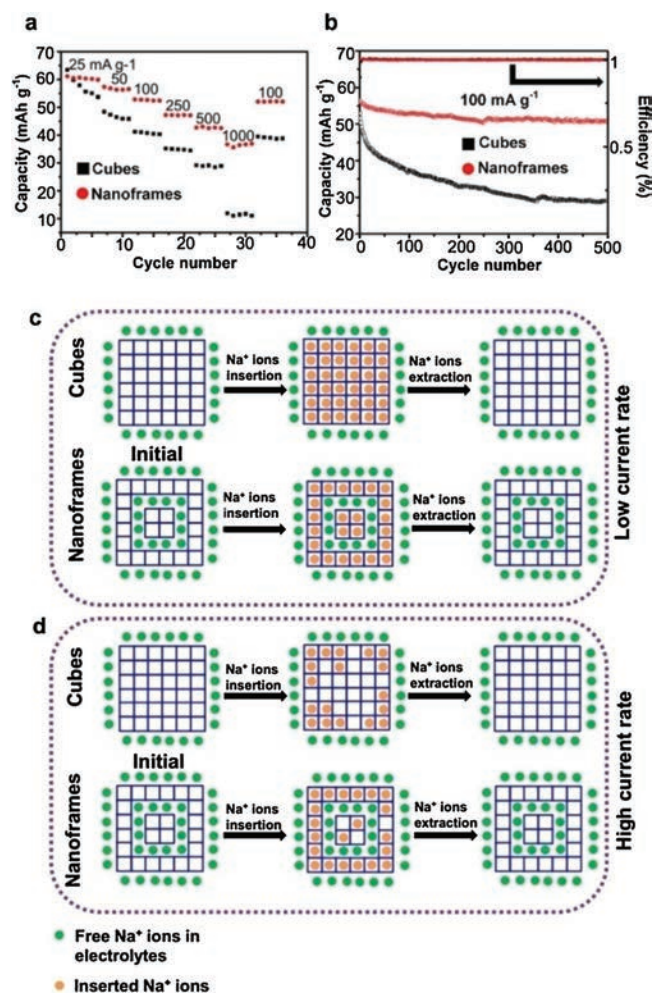 a
70
60
50
40
30
20
10
Capacity (mAh g⁻¹)
25 mA g-1
50
100
250
500
1000
100
Cubes
Nanoframes
0
10
20
30
40
Cycle number
b
70
60
50
40
30
20
Capacity (mAh g⁻¹)
100 mA g⁻¹
Cubes
Nanoframes
1
0.5
Efficiency (%)
0
100
200
300
400
500
Cycle number
c
Cubes
Na⁺ ions
insertion
Na⁺ ions
extraction
Initial
Nanoframes
Na⁺ ions
insertion
Na⁺ ions
extraction
Low current rate
d
Cubes
Na⁺ ions
insertion
Na⁺ ions
extraction
Initial
Nanoframes
Na⁺ ions
insertion
Na⁺ ions
extraction
High current rate
Free Na⁺ ions in
electrolytes
Inserted Na⁺ ions